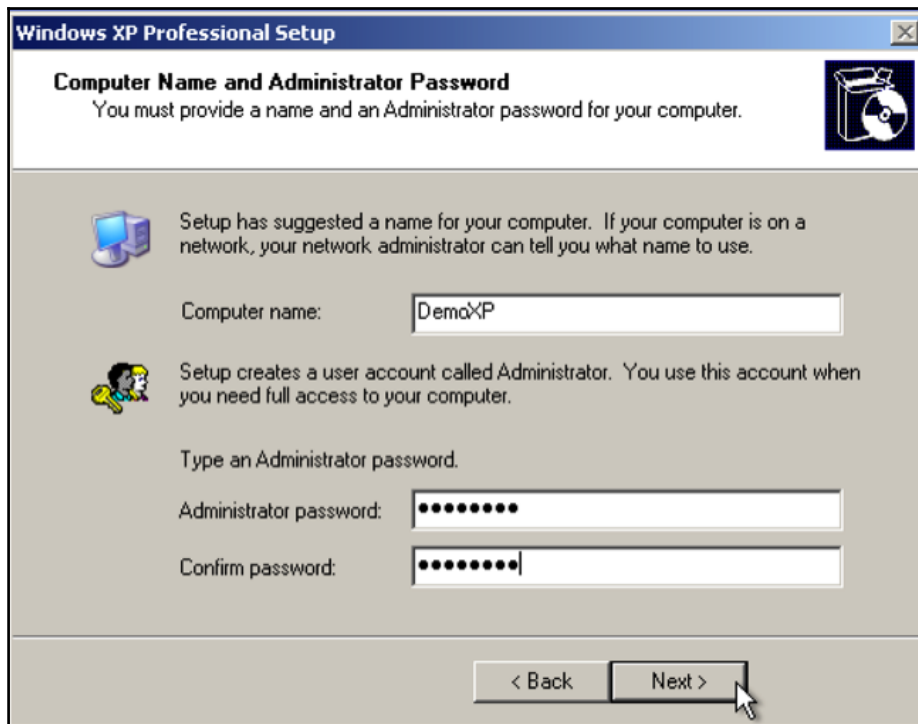 Windows XP Professional Setup
Computer Name and Administrator Password
You must provide a name and an Administrator password for your computer.
Setup has suggested a name for your computer.  If your computer is on a
network, your network administrator can tell you what name to use.
Computer name: DemoXP
Setup creates a user account called Administrator.  You use this account when
you need full access to your computer.
Type an Administrator password.
Administrator password: ●●●●●●●●
Confirm password: ●●●●●●●●
< Back Next >